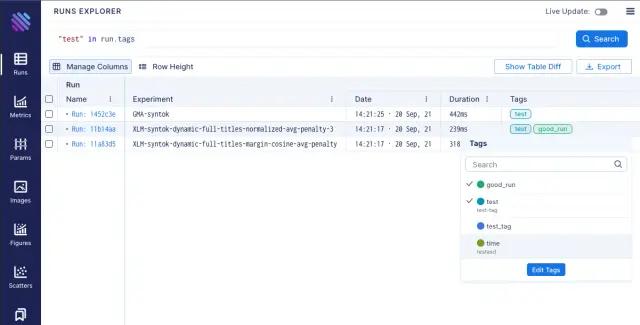 RUNS EXPLORER
Live Update:
"test" in run.tags
Search
Manage Columns
Row Height
Show Table Diff
Export
Run
Name
Experiment
Date
Duration
Tags
Run: 1452c3e
GMA-syntok
14:21:25 · 20 Sep, 21
442ms
test
Run: 11b14aa
XLM-syntok-dynamic-full-titles-normalized-avg-penalty-3
14:21:17 · 20 Sep, 21
239ms
test
good_run
Run: 11a83d5
XLM-syntok-dynamic-full-titles-margin-cosine-avg-penalty
14:21:17 · 20 Sep, 21
318
Tags
Search
good_run
test
test-tag
test_tag
time
Edit Tags
Runs
Metrics
Params
Images
Figures
Scatters